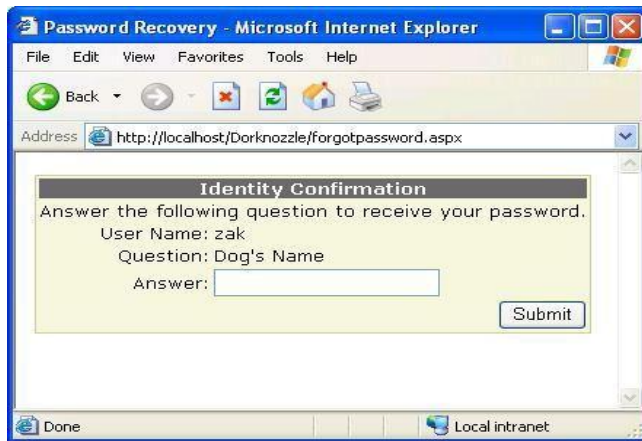 Password Recovery - Microsoft Internet Explorer
File Edit View Favorites Tools Help
Back
Address http://localhost/Dorknozzle/forgotpassword.aspx
Identity Confirmation
Answer the following question to receive your password.
User Name: zak
Question: Dog's Name
Answer:
Submit
Done Local intranet